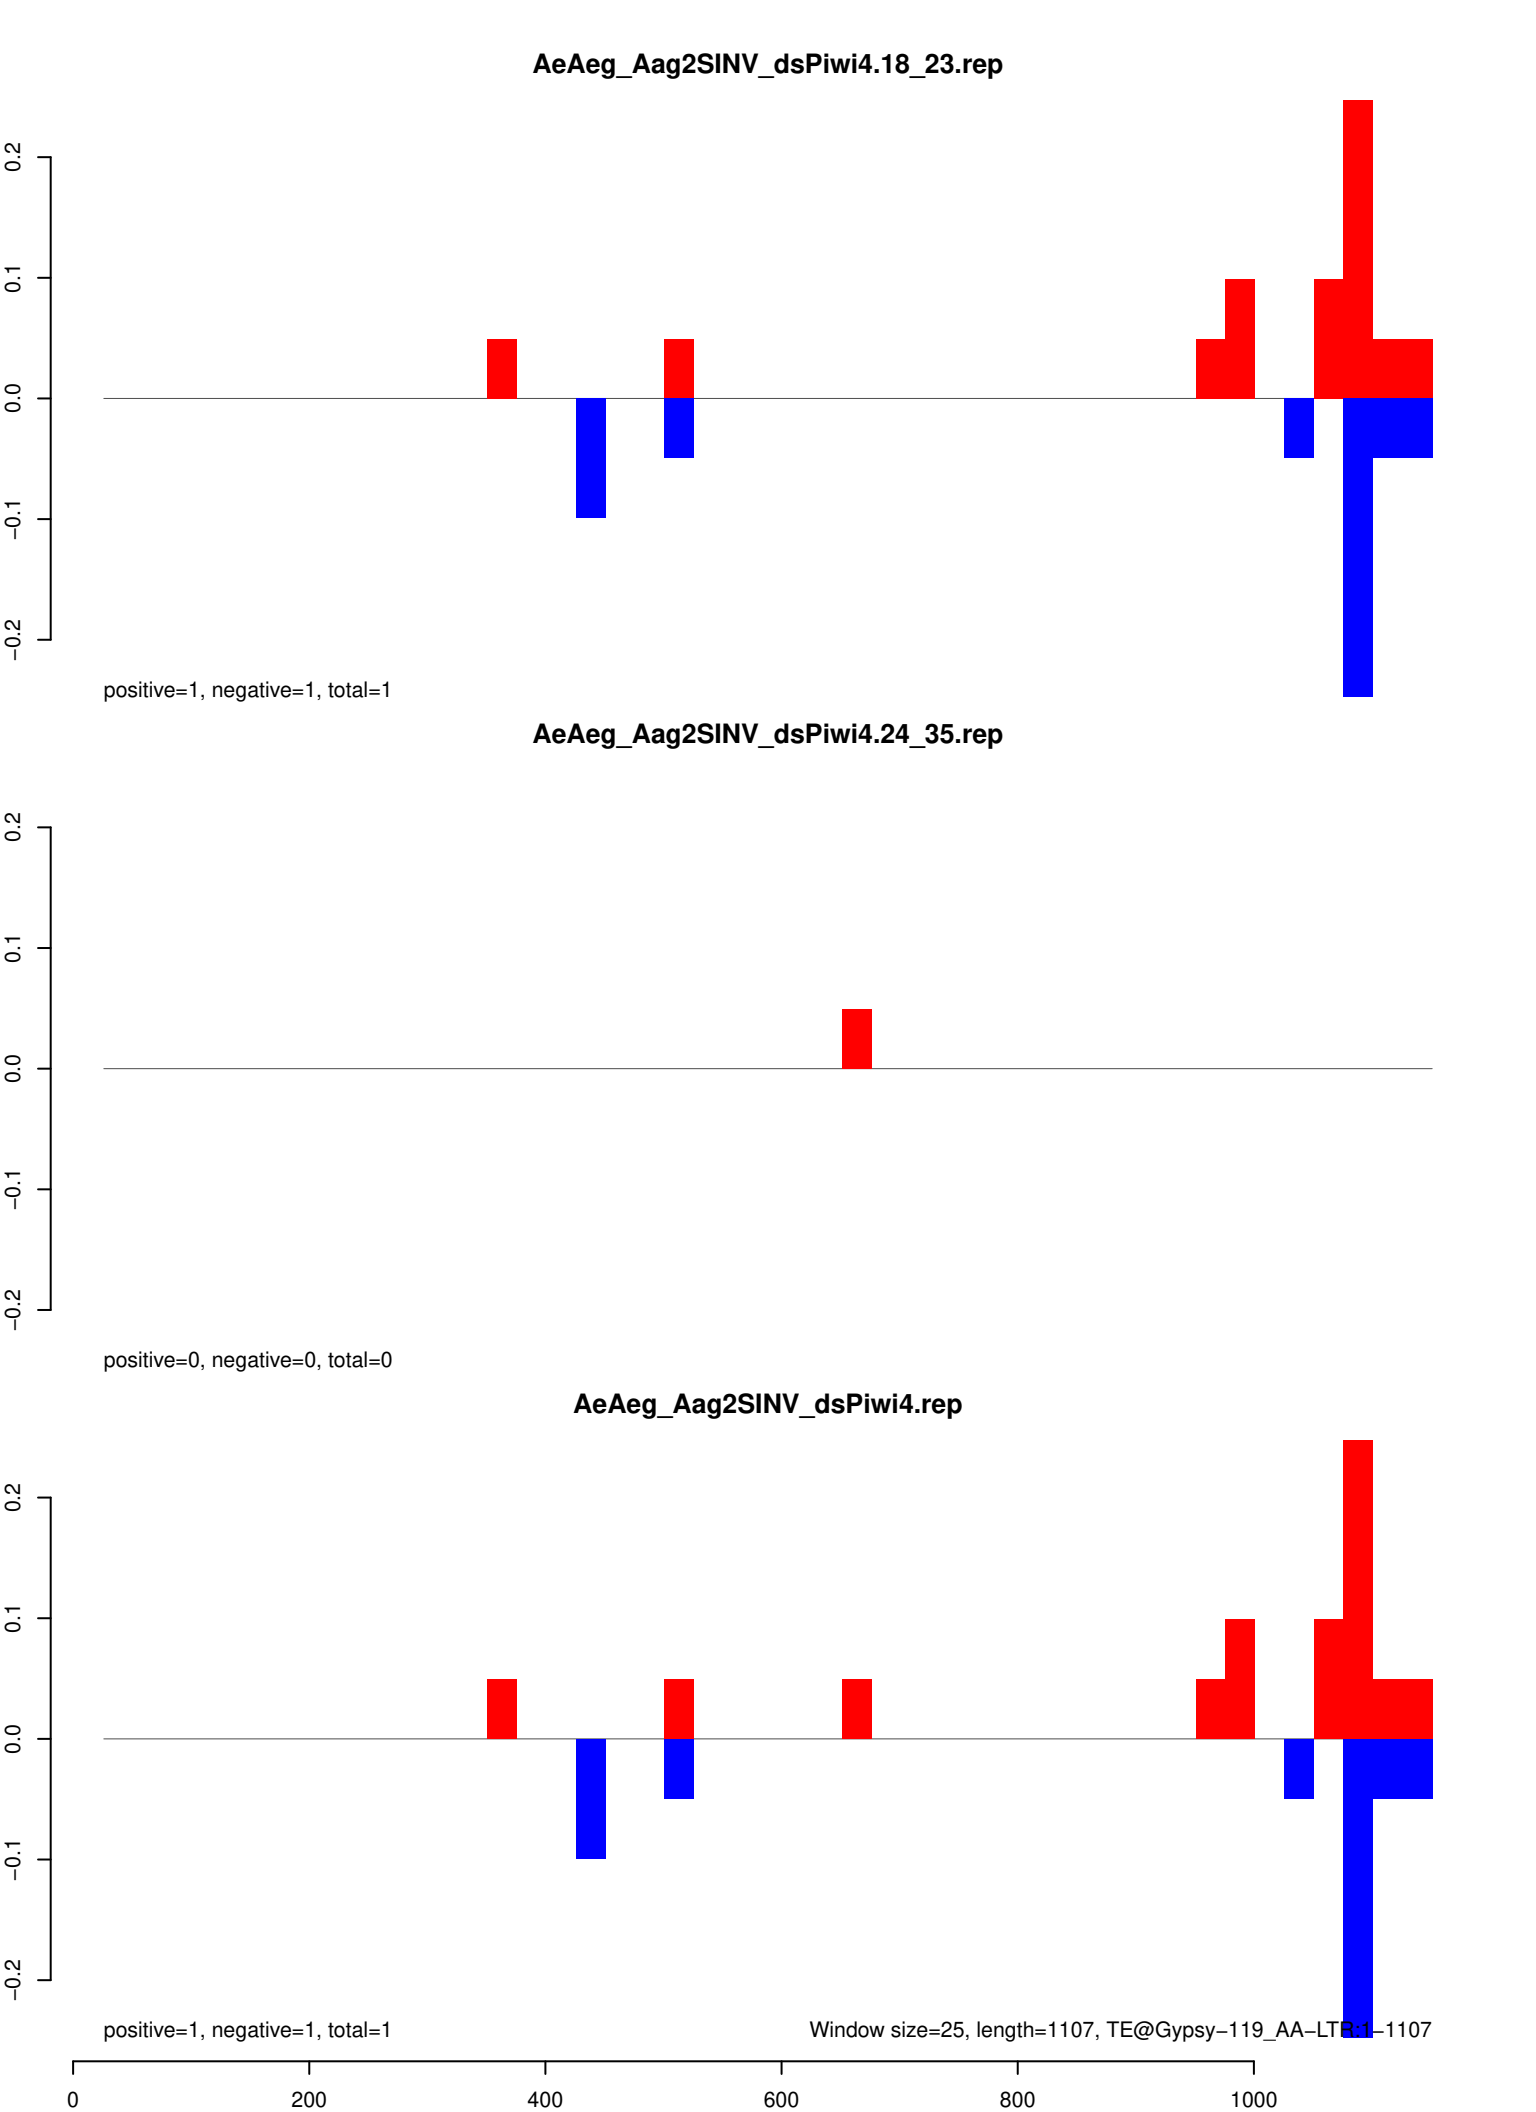 AeAeg_Aag2SINV_dsPiwi4.18_23.rep
0.2
0.1
0.0
−0.1
−0.2
positive=1, negative=1, total=1
AeAeg_Aag2SINV_dsPiwi4.24_35.rep
0.2
0.1
0.0
−0.1
−0.2
positive=0, negative=0, total=0
AeAeg_Aag2SINV_dsPiwi4.rep
0.2
0.1
0.0
−0.1
−0.2
positive=1, negative=1, total=1
Window size=25, length=1107, TE@Gypsy−119_AA−LTR:1−1107
0 200 400 600 800 1000